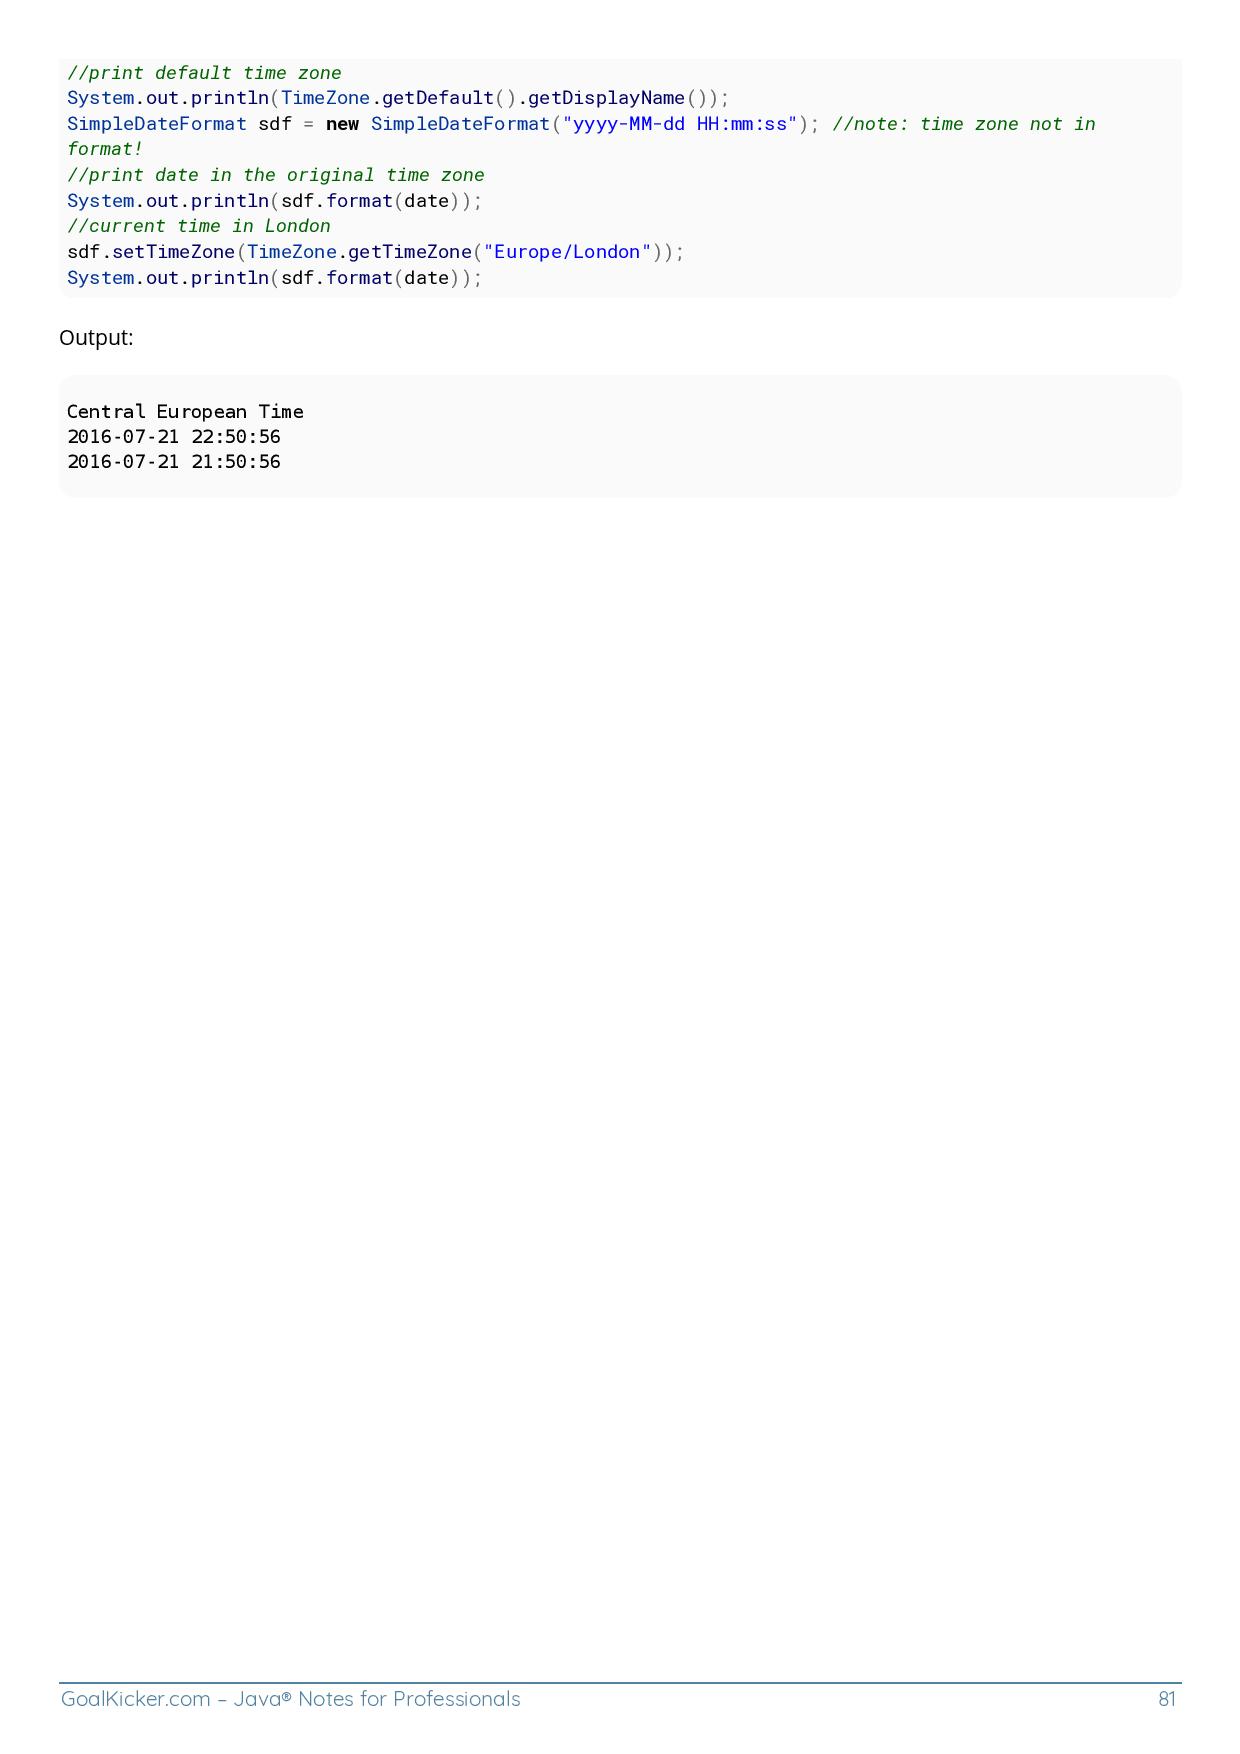 //print default time zone
System.out.println(TimeZone.getDefault().getDisplayName());
SimpleDateFormat sdf = new SimpleDateFormat("yyyy-MM-dd HH:mm:ss"); //note: time zone not in
format!
//print date in the original time zone
System.out.println(sdf.format(date));
//current time in London
sdf.setTimeZone(TimeZone.getTimeZone("Europe/London"));
System.out.println(sdf.format(date));
Output:
Central European Time
2016-07-21 22:50:56
2016-07-21 21:50:56
GoalKicker.com – Java® Notes for Professionals 81